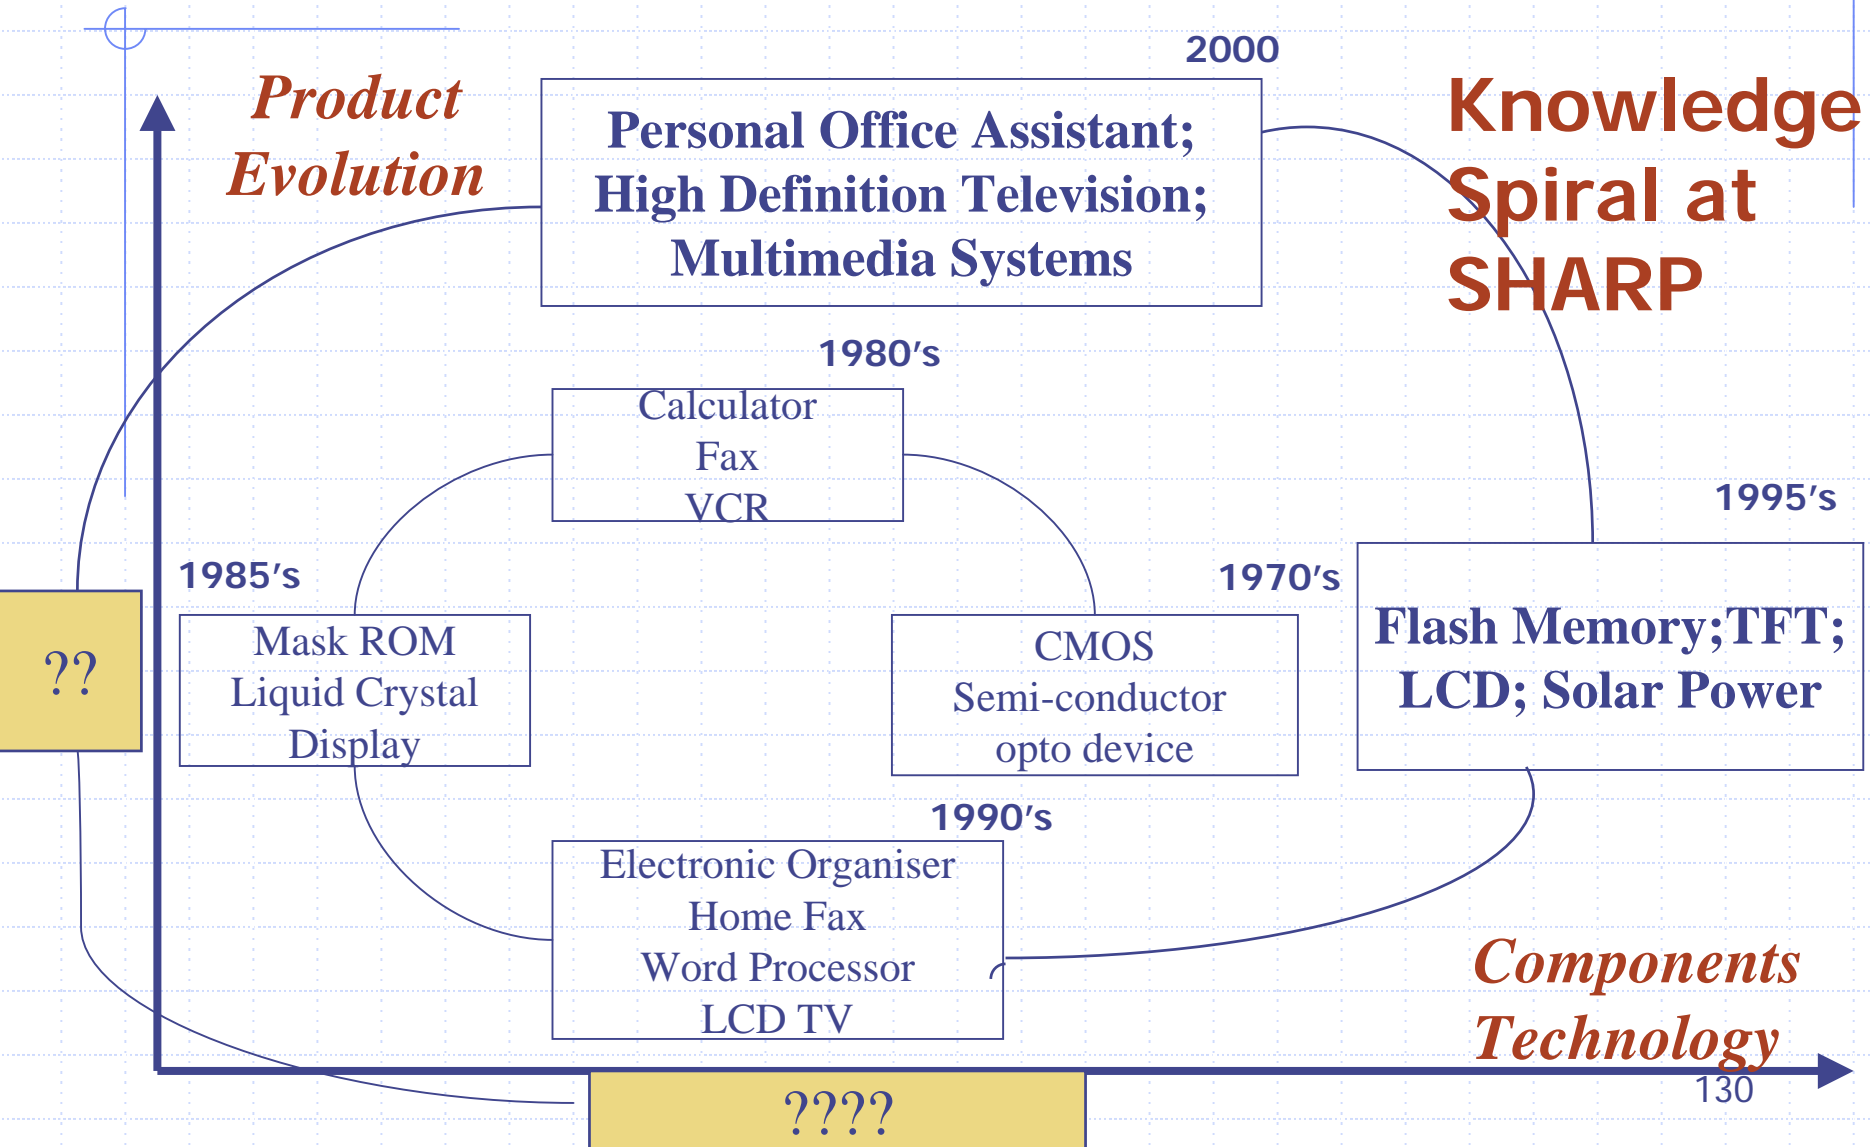 Knowledge
Spiral at
SHARP
Product
Evolution
2000
Personal Office Assistant;
High Definition Television;
Multimedia Systems
1980's
Calculator
Fax
VCR
1995's
Flash Memory;TFT;
LCD; Solar Power
1985's
Mask ROM
Liquid Crystal
Display
1970's
CMOS
Semi-conductor
opto device
??
1990's
Electronic Organiser
Home Fax
Word Processor
LCD TV
Components
Technology
????
130